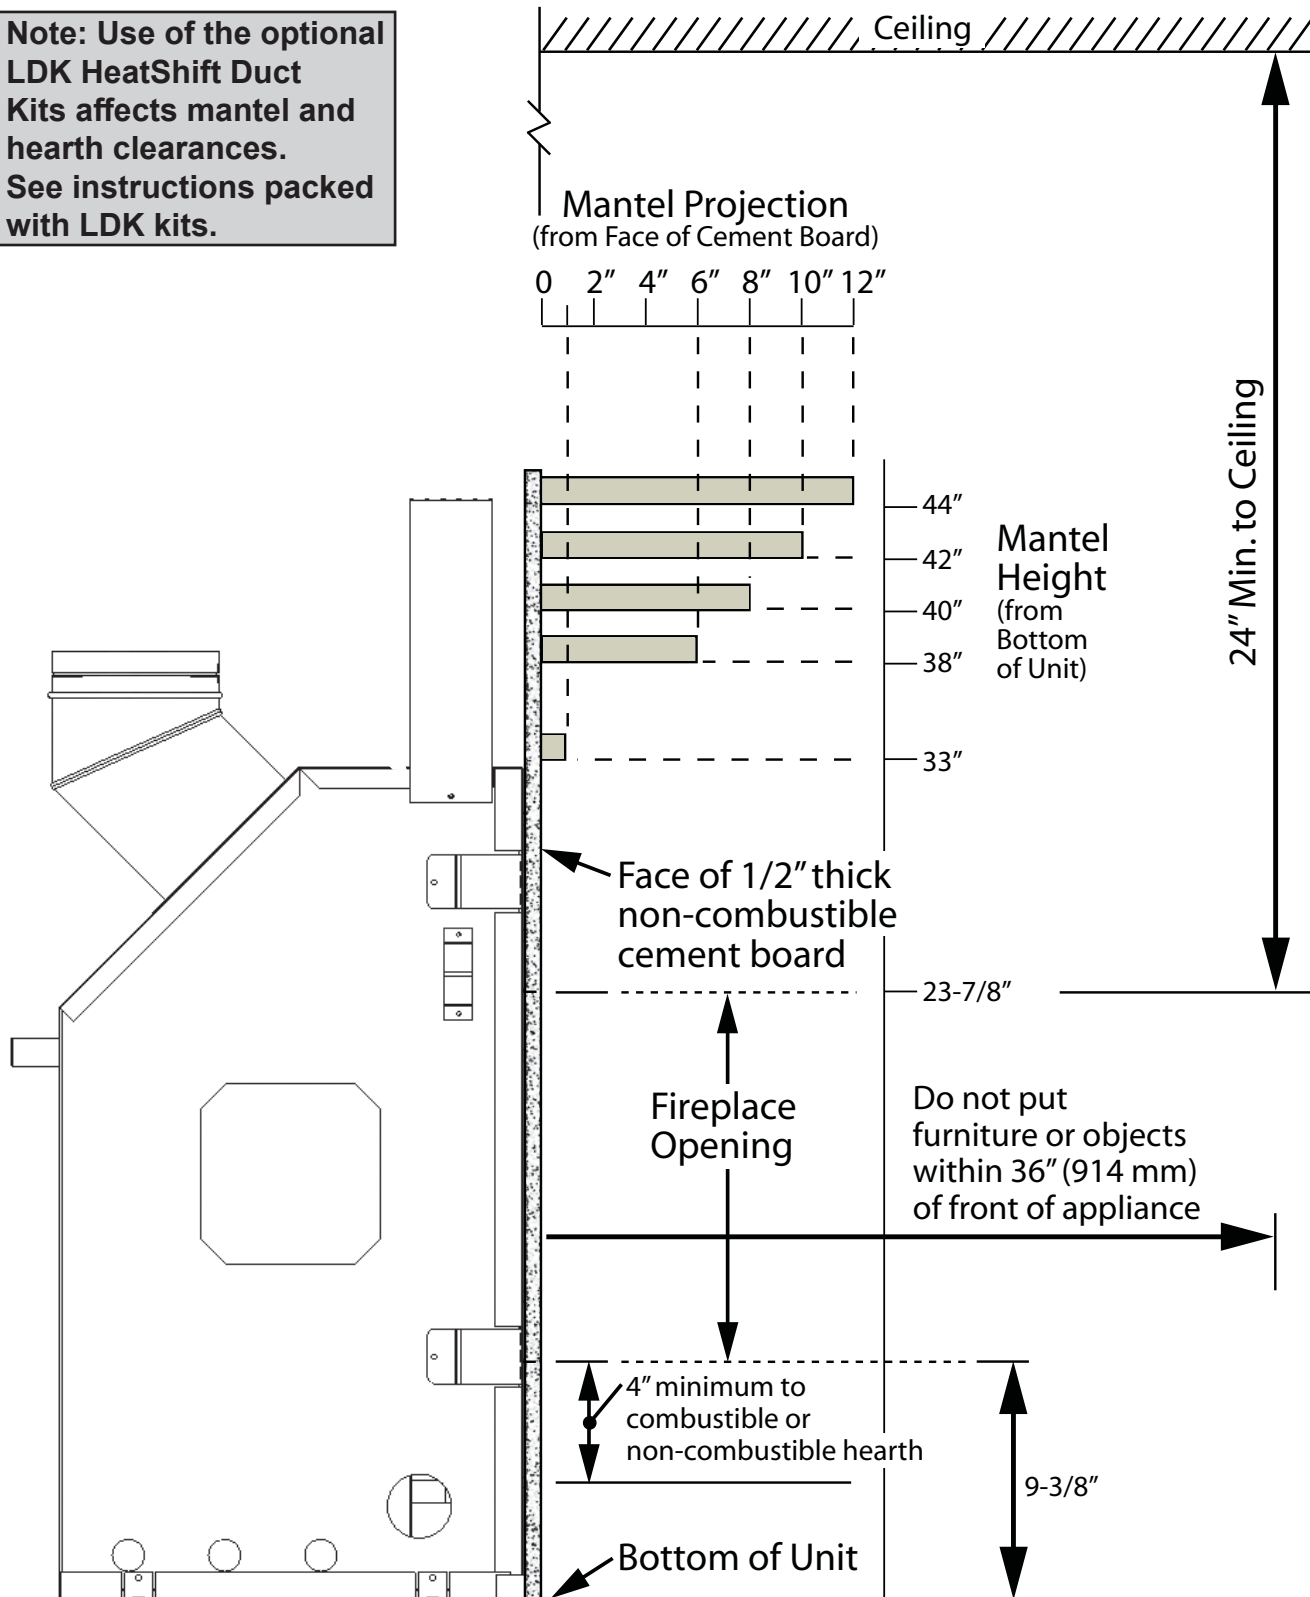 Note: Use of the optional
LDK HeatShift Duct
Kits affects mantel and
hearth clearances.
See instructions packed
with LDK kits.
Ceiling
Mantel Projection
(from Face of Cement Board)
0 2″ 4″ 6″ 8″ 10″ 12″
24″ Min. to Ceiling
44″
42″
40″
38″
33″
Mantel
Height
(from
Bottom
of Unit)
Face of 1/2″ thick
non-combustible
cement board
23-7/8″
Fireplace
Opening
Do not put
furniture or objects
within 36″ (914 mm)
of front of appliance
4″ minimum to
combustible or
non-combustible hearth
9-3/8″
Bottom of Unit